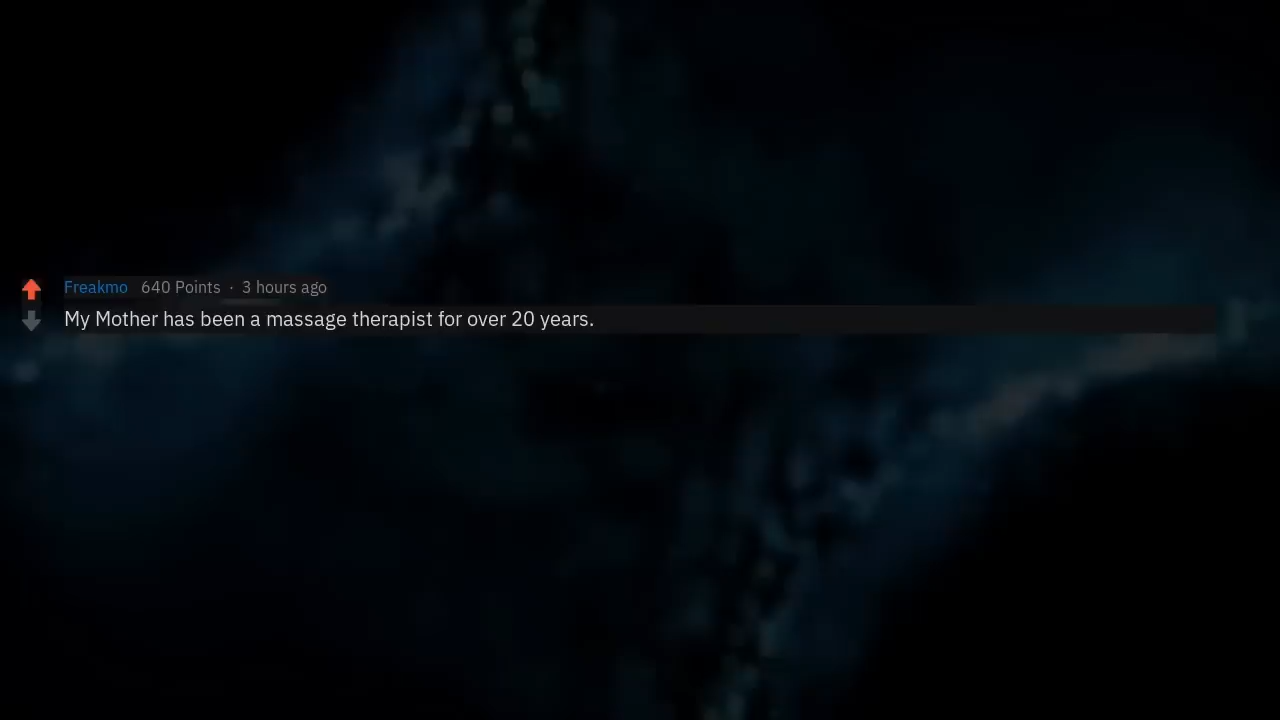 Freakmo 640 Points · 3 hours ago
My Mother has been a massage therapist for over 20 years.